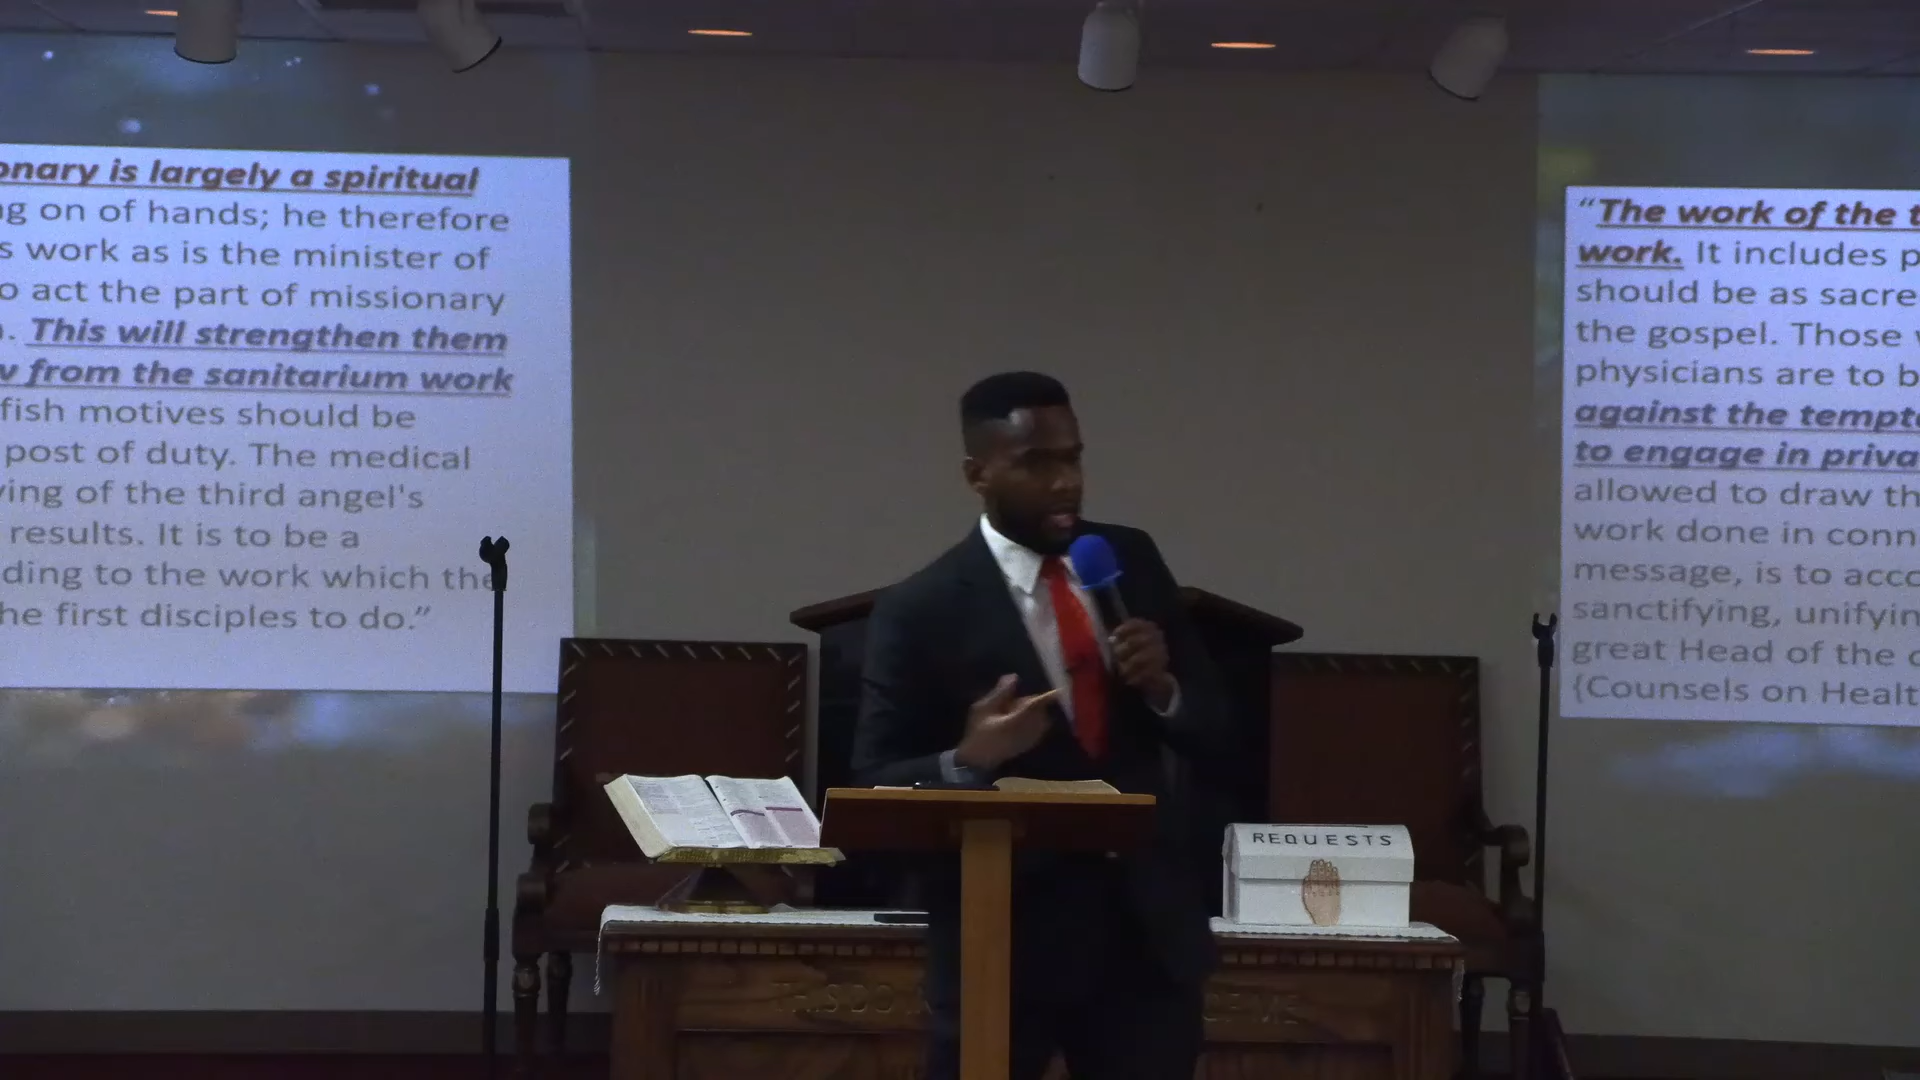 onary is largely a spiritual
on of hands; he therefore
s work as is the minister of
o act the part of missionary
This will strengthen them
from the sanitarium work
fish motives should be
post of duty. The medical
ing of the third angel's
results. It is to be a
ding to the work which the
he first disciples to do.”
“The work of the t
work. It includes p
should be as sacre
the gospel. Those
physicians are to b
against the tempt
to engage in priva
allowed to draw th
work done in conn
message, is to acco
sanctifying, unifyin
great Head of the
{Counsels on Healt
REQUESTS
THIS DO
OF ME